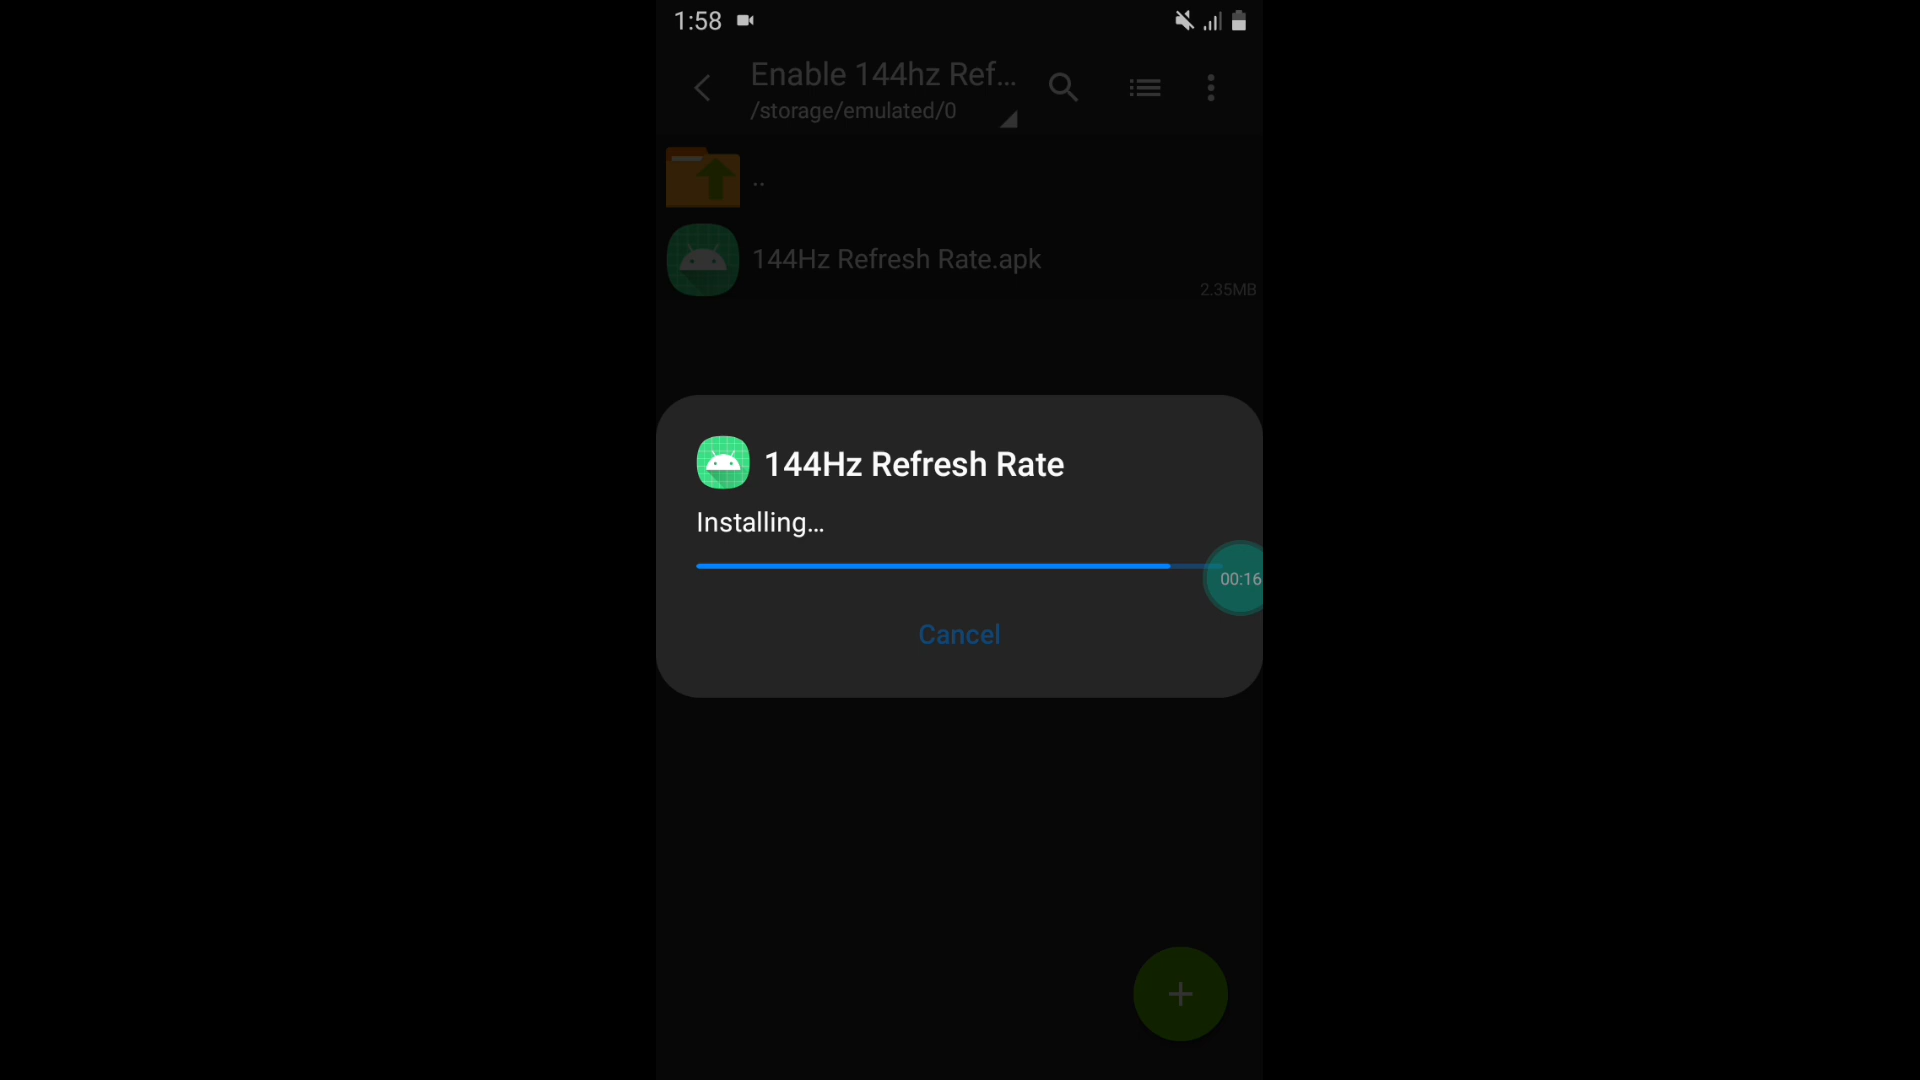 1:58
Enable 144hz Ref...
/storage/emulated/0
..
144Hz Refresh Rate.apk
2.35MB
144Hz Refresh Rate
Installing...
00:16
Cancel
+